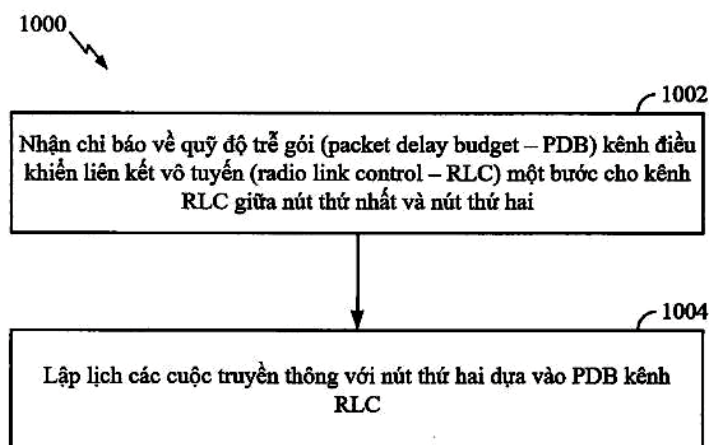 1000
1002
Nhận chỉ báo về quỹ độ trễ gói (packet delay budget – PDB) kênh điều
khiển liên kết vô tuyến (radio link control – RLC) một bước cho kênh
RLC giữa nút thứ nhất và nút thứ hai
1004
Lập lịch các cuộc truyền thông với nút thứ hai dựa vào PDB kênh
RLC